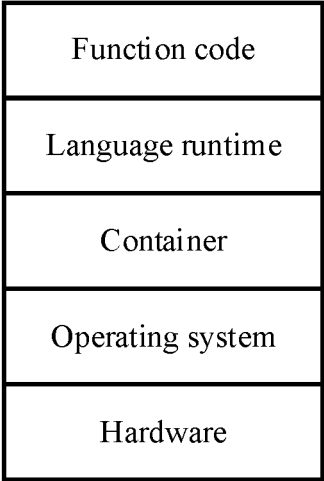 Function code
Language runtime
Container
Operating system
Hardware